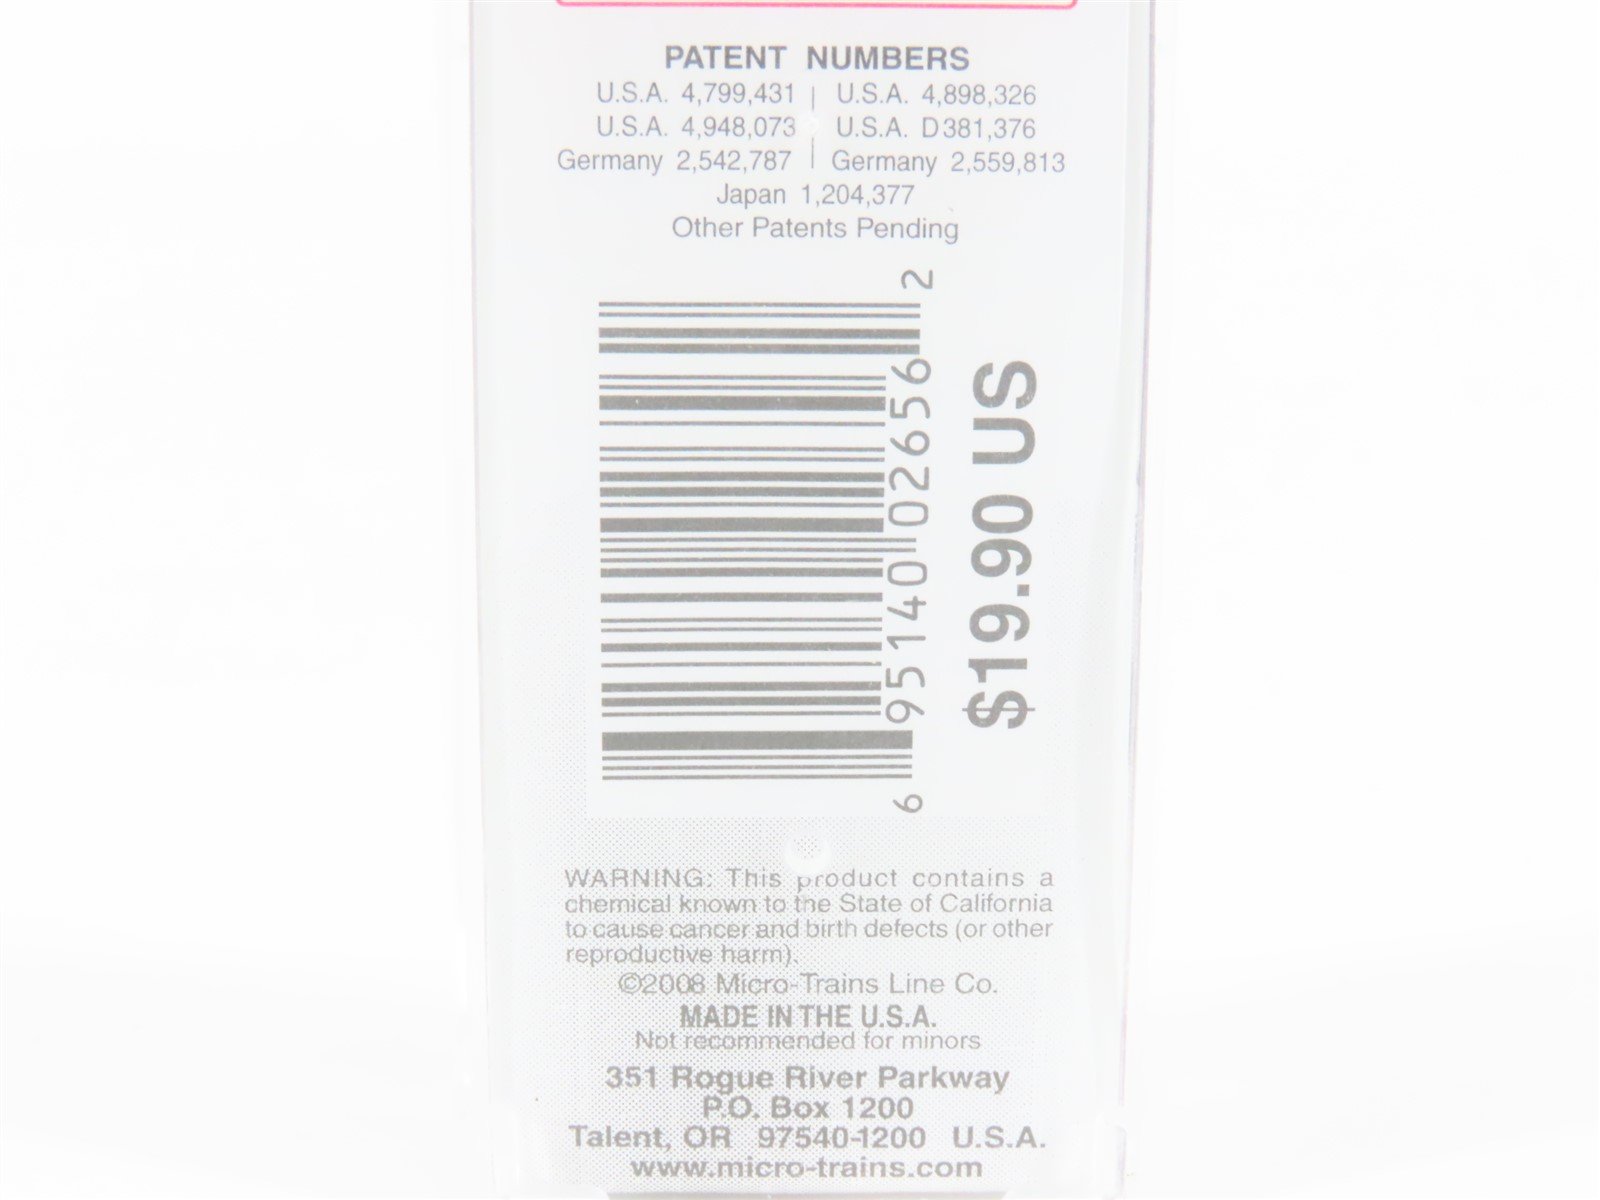 PATENT NUMBERS
U.S.A. 4,799,431 | U.S.A. 4,898,326
U.S.A. 4,948,073 | U.S.A. D381,376
Germany 2,542,787 | Germany 2,559,813
Japan 1,204,377
Other Patents Pending
6 95140 02656 2
$19.90 US
WARNING: This product contains a
chemical known to the State of California
to cause cancer and birth defects (or other
reproductive harm).
©2008 Micro-Trains Line Co.
MADE IN THE U.S.A.
Not recommended for minors
351 Rogue River Parkway
P.O. Box 1200
Talent, OR 97540-1200 U.S.A.
www.micro-trains.com